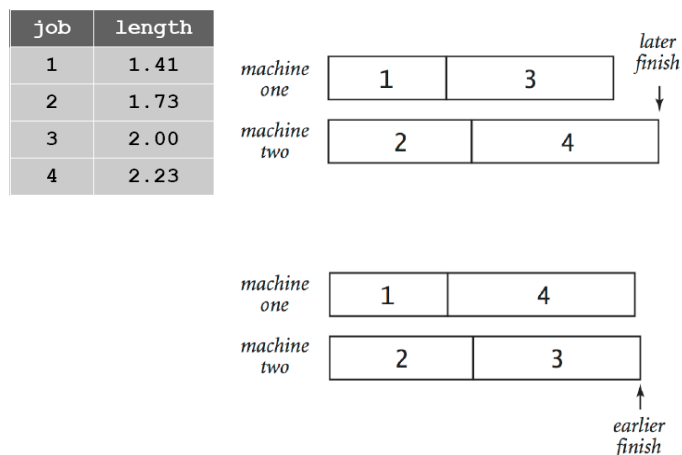 job length
1 1.41
2 1.73
3 2.00
4 2.23
later
finish
machine
one
1 3
machine
two
2 4
machine
one
1 4
machine
two
2 3
earlier
finish